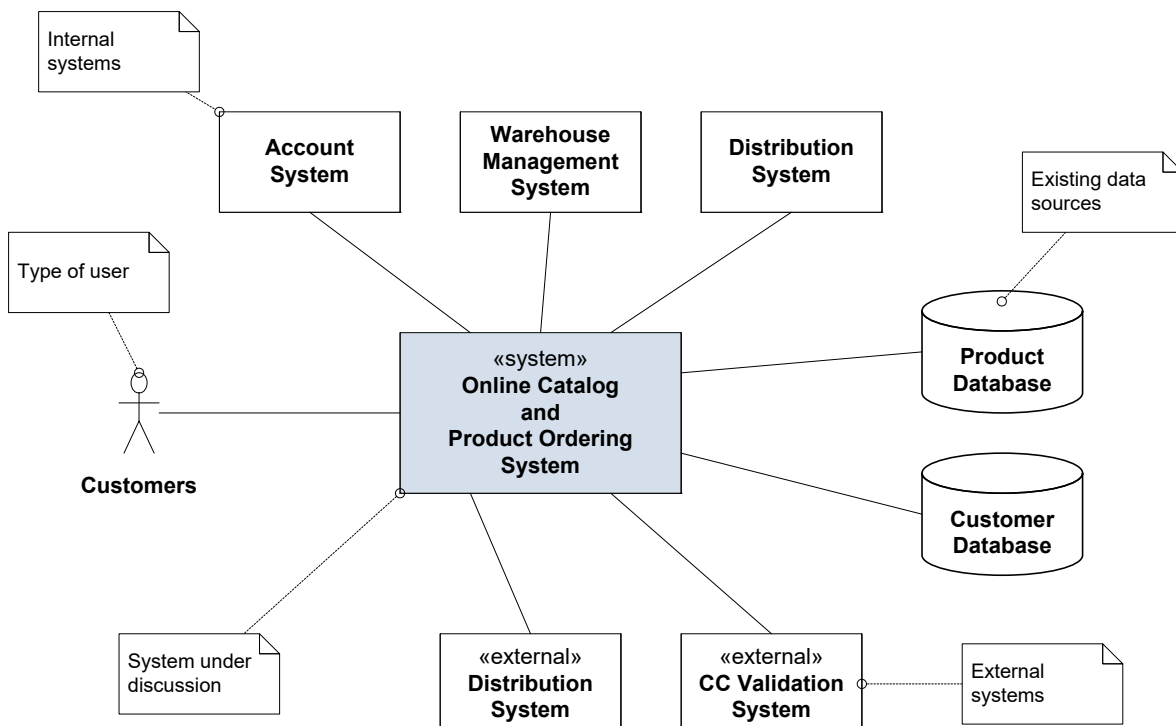 Internal
systems
Account
System
Warehouse
Management
System
Distribution
System
Existing data
sources
Type of user
«system»
Online Catalog
and
Product Ordering
System
Product
Database
Customers
Customer
Database
System under
discussion
«external»
Distribution
System
«external»
CC Validation
System
External
systems